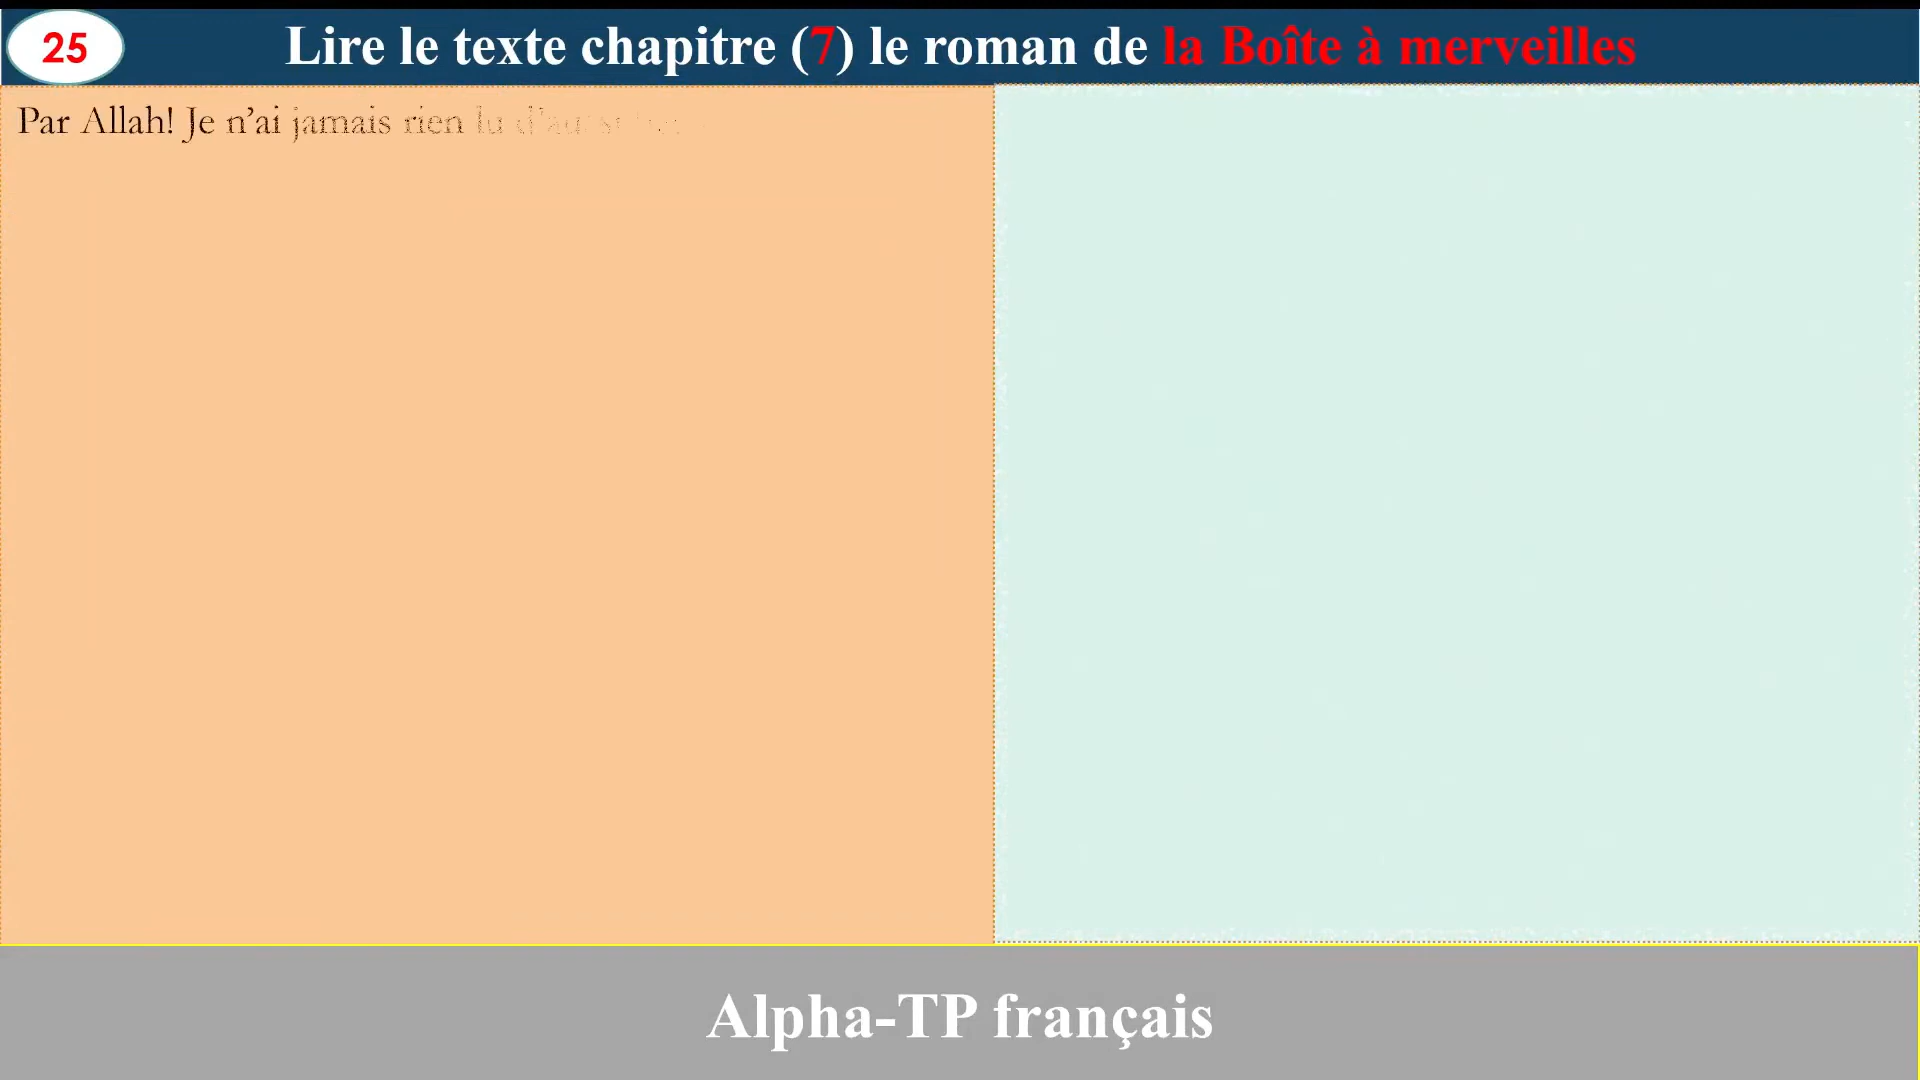 25
Lire le texte chapitre (7) le roman de la Boîte à merveilles
Par Allah! Je n’ai jamais rien lu
Alpha-TP français